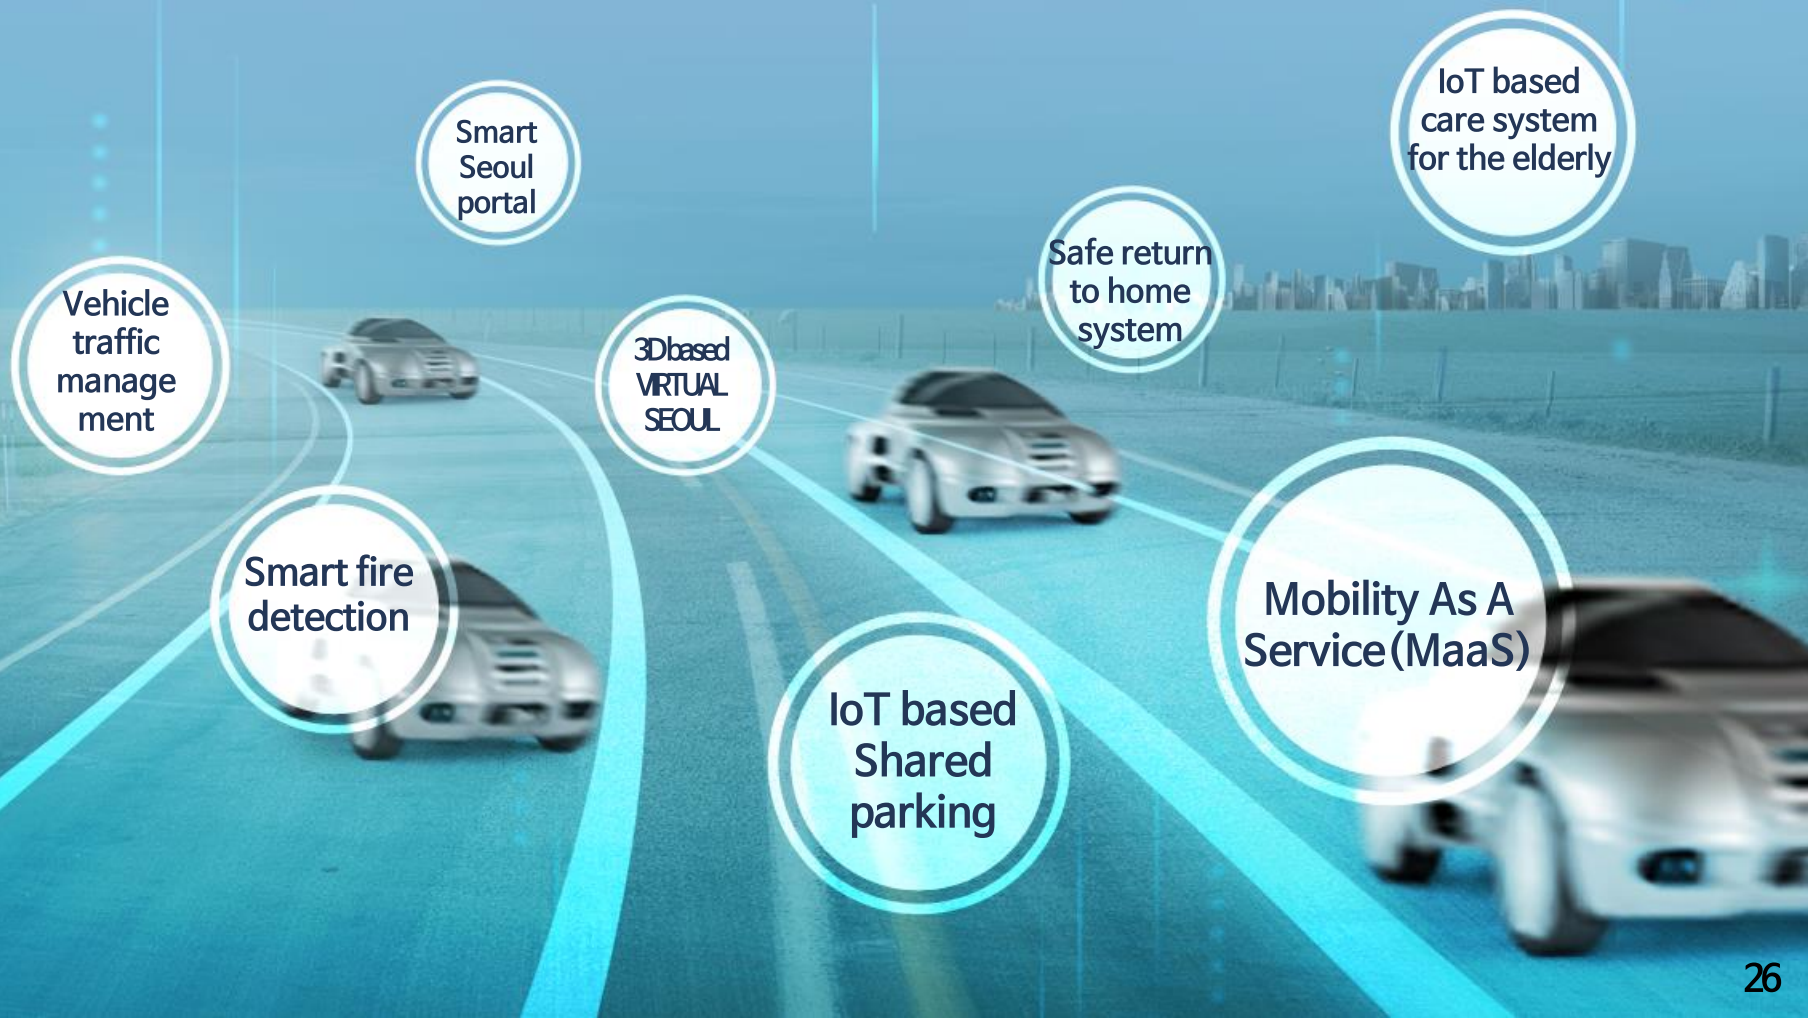 Smart
Seoul
portal
IoT based
care system
for the elderly
Vehicle
traffic
manage
ment
3D based
VIRTUAL
SEOUL
Safe return
to home
system
Smart fire
detection
IoT based
Shared
parking
Mobility As A
Service(MaaS)
26